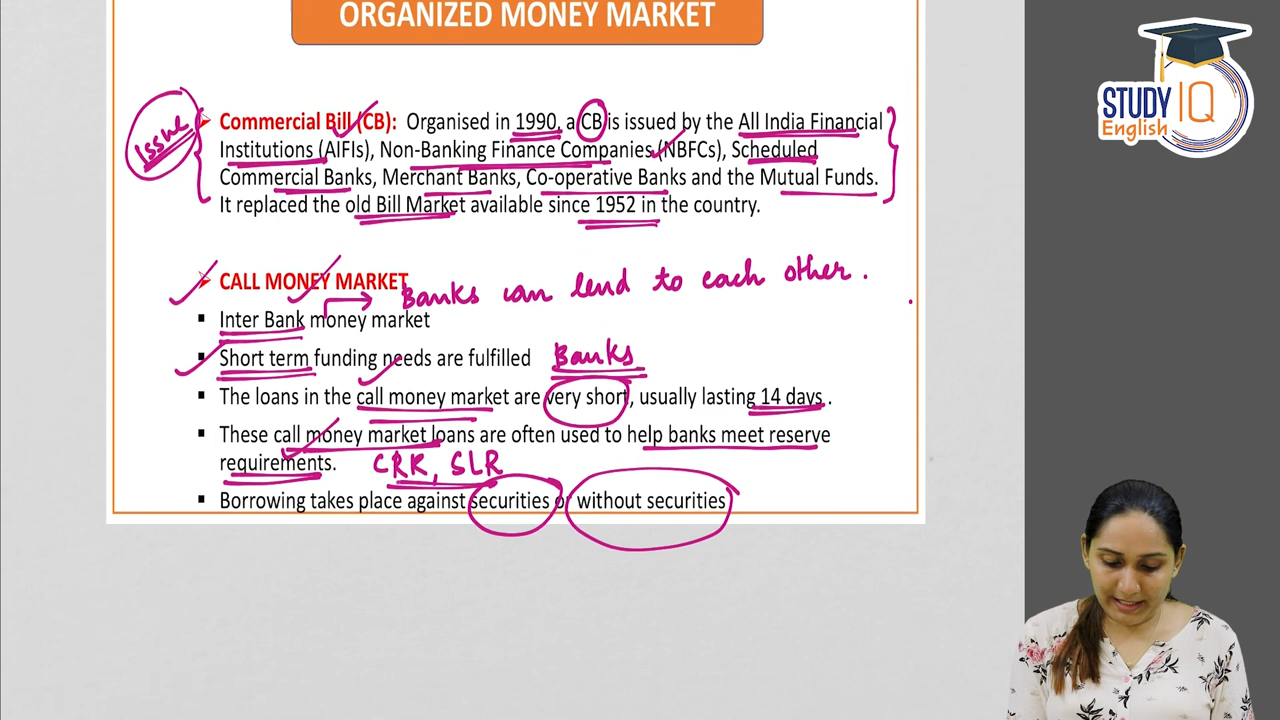 ORGANIZED MONEY MARKET
STUDY IQ
English
Issue
Commercial Bill (CB): Organised in 1990, a CB is issued by the All India Financial
Institutions (AIFIs), Non-Banking Finance Companies (NBFCs), Scheduled
Commercial Banks, Merchant Banks, Co-operative Banks and the Mutual Funds.
It replaced the old Bill Market available since 1952 in the country.
CALL MONEY MARKET
Banks can lend to each other.
Inter Bank money market
Short term funding needs are fulfilled Banks
The loans in the call money market are very short, usually lasting 14 days .
These call money market loans are often used to help banks meet reserve
requirements. CRR, SLR
Borrowing takes place against securities or without securities